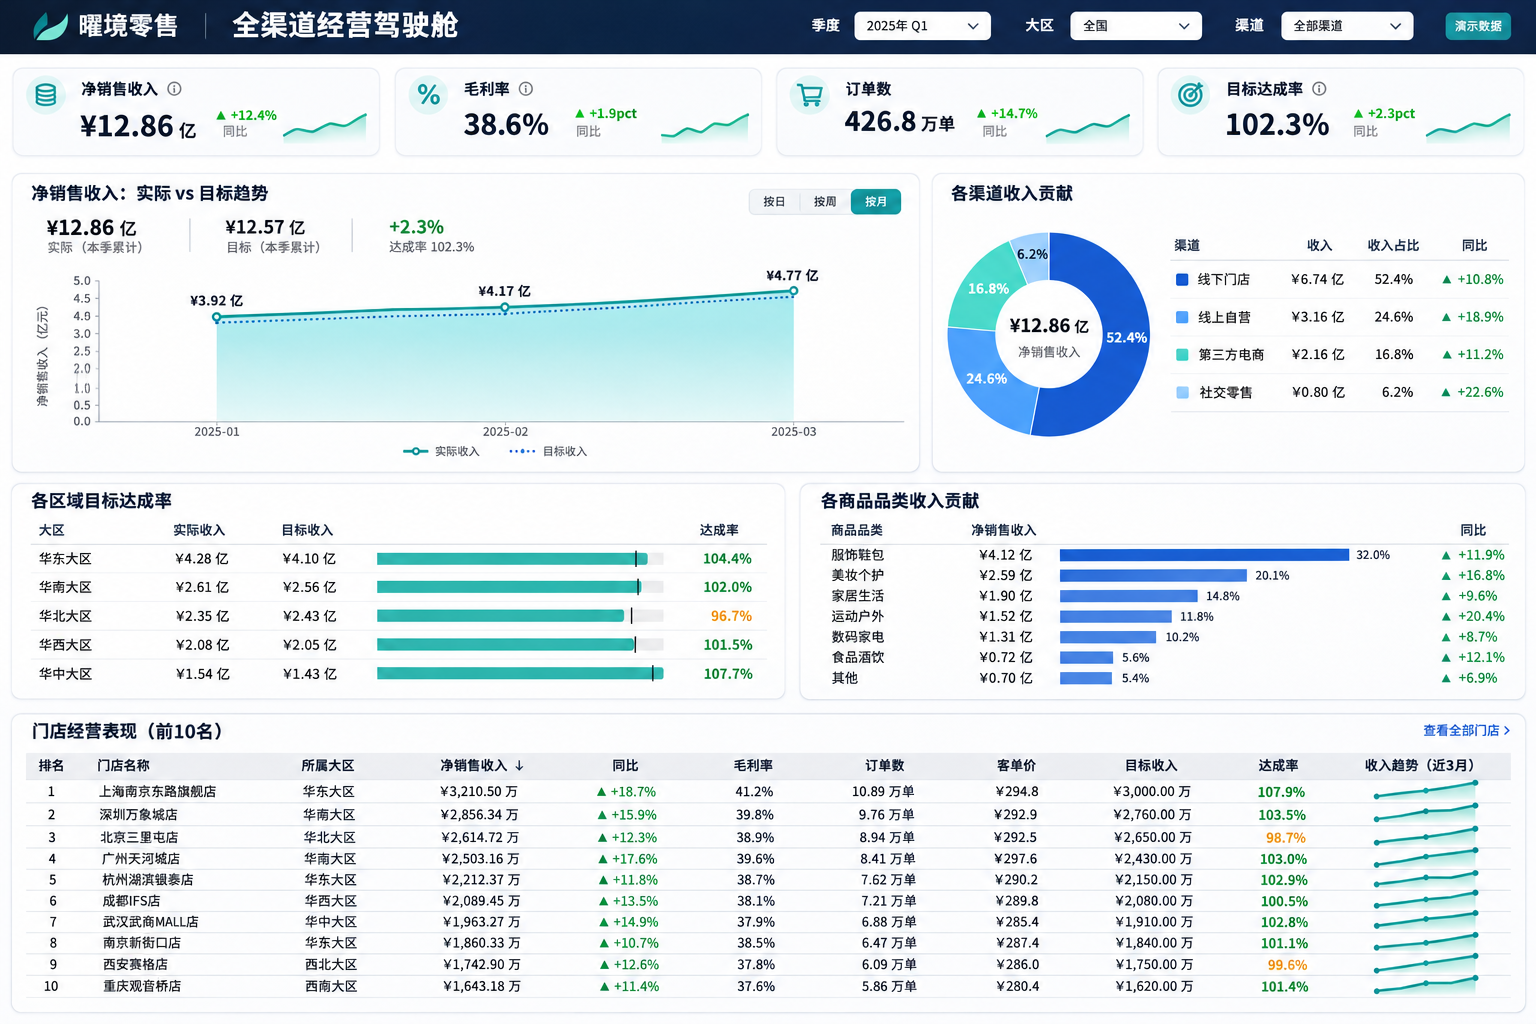 曜境零售 全渠道经营驾驶舱 季度 2025年 Q1 大区 全国 渠道 全部渠道 演示数据
净销售收入 ¥12.86 亿 ▲ +12.4% 同比
毛利率 38.6% ▲ +1.9pct 同比
订单数 426.8 万单 ▲ +14.7% 同比
目标达成率 102.3% ▲ +2.3pct 同比
净销售收入：实际 vs 目标趋势
按日 按周 按月
¥12.86 亿 ¥12.57 亿 +2.3%
实际（本季累计） 目标（本季累计） 达成率 102.3%
净销售收入（亿元）
5.0
4.5
4.9
3.0
2.5
2.0
1.0
0.5
0.0
¥3.92 亿 ¥4.17 亿 ¥4.77 亿
2025-01 2025-02 2025-03
实际收入 目标收入
各渠道收入贡献
6.2%
16.8%
24.6%
52.4%
¥12.86 亿
净销售收入
渠道 收入 收入占比 同比
线下门店 ¥6.74 亿 52.4% ▲ +10.8%
线上自营 ¥3.16 亿 24.6% ▲ +18.9%
第三方电商 ¥2.16 亿 16.8% ▲ +11.2%
社交零售 ¥0.80 亿 6.2% ▲ +22.6%
各区域目标达成率
大区 实际收入 目标收入 达成率
华东大区 ¥4.28 亿 ¥4.10 亿 104.4%
华南大区 ¥2.61 亿 ¥2.56 亿 102.0%
华北大区 ¥2.35 亿 ¥2.43 亿 96.7%
华西大区 ¥2.08 亿 ¥2.05 亿 101.5%
华中大区 ¥1.54 亿 ¥1.43 亿 107.7%
各商品品类收入贡献
商品品类 净销售收入 同比
服饰鞋包 ¥4.12 亿 32.0% ▲ +11.9%
美妆个护 ¥2.59 亿 20.1% ▲ +16.8%
家居生活 ¥1.90 亿 14.8% ▲ +9.6%
运动户外 ¥1.52 亿 11.8% ▲ +20.4%
数码家电 ¥1.31 亿 10.2% ▲ +8.7%
食品酒饮 ¥0.72 亿 5.6% ▲ +12.1%
其他 ¥0.70 亿 5.4% ▲ +6.9%
门店经营表现（前10名） 查看全部门店 >
排名 门店名称 所属大区 净销售收入 ↓ 同比 毛利率 订单数 客单价 目标收入 达成率 收入趋势（近3月）
1 上海南京东路旗舰店 华东大区 ¥3,210.50 万 ▲ +18.7% 41.2% 10.89 万单 ¥294.8 ¥3,000.00 万 107.9%
2 深圳万象城店 华南大区 ¥2,856.34 万 ▲ +15.9% 39.8% 9.76 万单 ¥292.9 ¥2,760.00 万 103.5%
3 北京三里屯店 华北大区 ¥2,614.72 万 ▲ +12.3% 38.9% 8.94 万单 ¥292.5 ¥2,650.00 万 98.7%
4 广州天河城店 华南大区 ¥2,503.16 万 ▲ +17.6% 39.6% 8.41 万单 ¥297.6 ¥2,430.00 万 103.0%
5 杭州湖滨银泰店 华东大区 ¥2,212.37 万 ▲ +11.8% 38.7% 7.62 万单 ¥290.2 ¥2,150.00 万 102.9%
6 成都IFS店 华西大区 ¥2,089.45 万 ▲ +13.5% 38.1% 7.21 万单 ¥289.8 ¥2,080.00 万 100.5%
7 武汉武商MALL店 华中大区 ¥1,963.27 万 ▲ +14.9% 37.9% 6.88 万单 ¥285.4 ¥1,910.00 万 102.8%
8 南京新街口店 华东大区 ¥1,860.33 万 ▲ +10.7% 38.5% 6.47 万单 ¥287.4 ¥1,840.00 万 101.1%
9 西安赛格店 西北大区 ¥1,742.90 万 ▲ +12.6% 37.8% 6.09 万单 ¥286.0 ¥1,750.00 万 99.6%
10 重庆观音桥店 西南大区 ¥1,643.18 万 ▲ +11.4% 37.6% 5.86 万单 ¥280.4 ¥1,620.00 万 101.4%